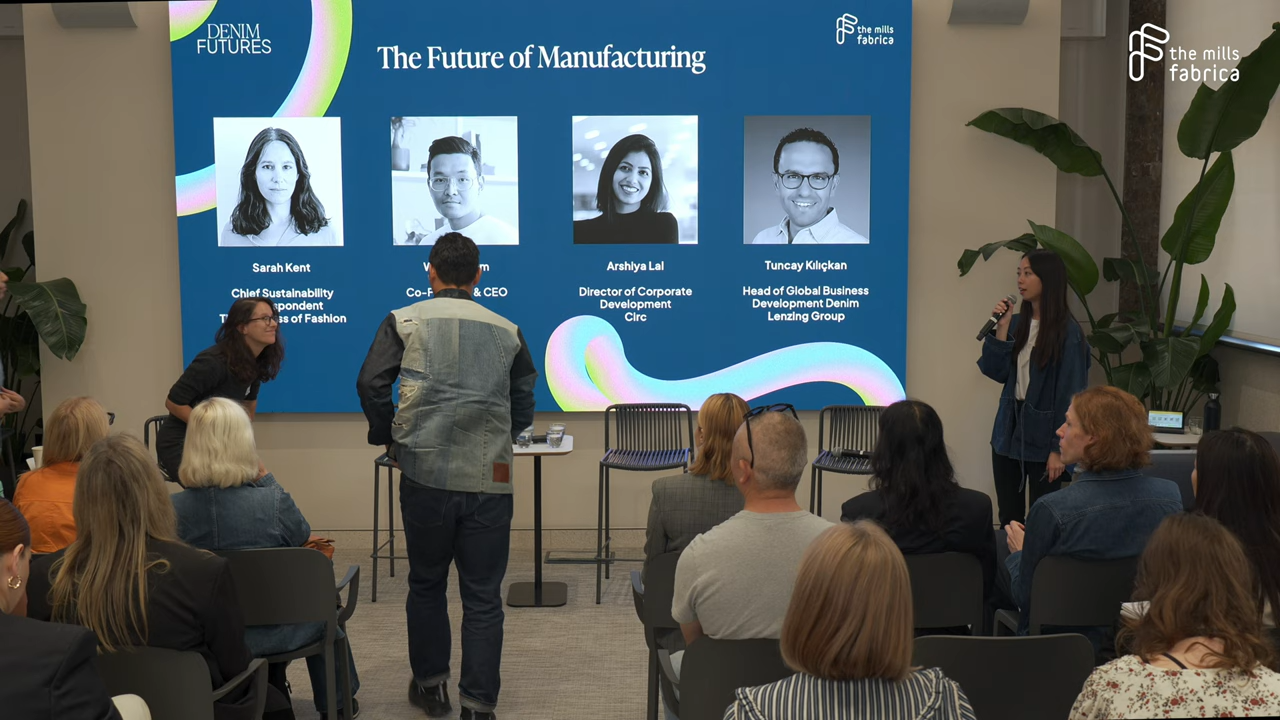 DENIM
FUTURES
The Future of Manufacturing
the mills
fabrica
the mills
fabrica
Sarah Kent
Chief Sustainability
The
of Fashion
Co-
& CEO
Arshiya Lal
Director of Corporate
Development
Circ
Tuncay Kılıçkan
Head of Global Business
Development Denim
Lenzing Group